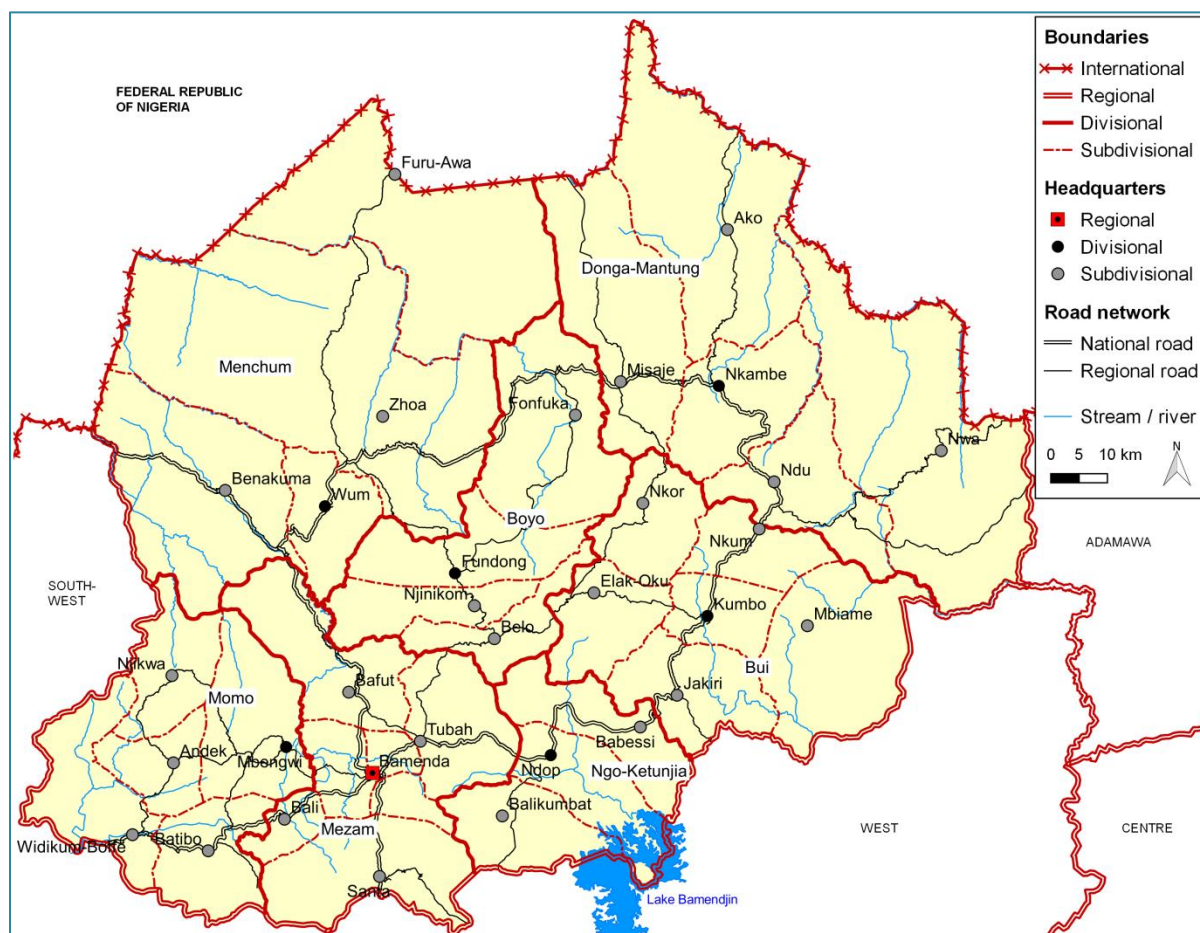 FEDERAL REPUBLIC
OF NIGERIA
Furu-Awa
Ako
Donga-Mantung
Menchum
Misaje
Nkambe
Zhoa
Fonfuka
Nwa
Benakuma
Wum
Nkor
Ndu
Boyo
Nkum
Fundong
Elak-Oku
SOUTH-
WEST
ADAMAWA
Njinikom
Kumbo
Mbiame
Belo
Njikwa
Momo
Bafut
Bui
Jakiri
Andek
Mbongwi
Tubah
Babessi
Bamenda
Ndop
Ngo-Ketunjia
Bali
Balikumbat
Mezam
Widikum-Boffe
Batibo
WEST
CENTRE
Santa
Lake Bamendjin
Boundaries
International
Regional
Divisional
Subdivisional
Headquarters
Regional
Divisional
Subdivisional
Road network
National road
Regional road
Stream / river
0 5 10 km
N